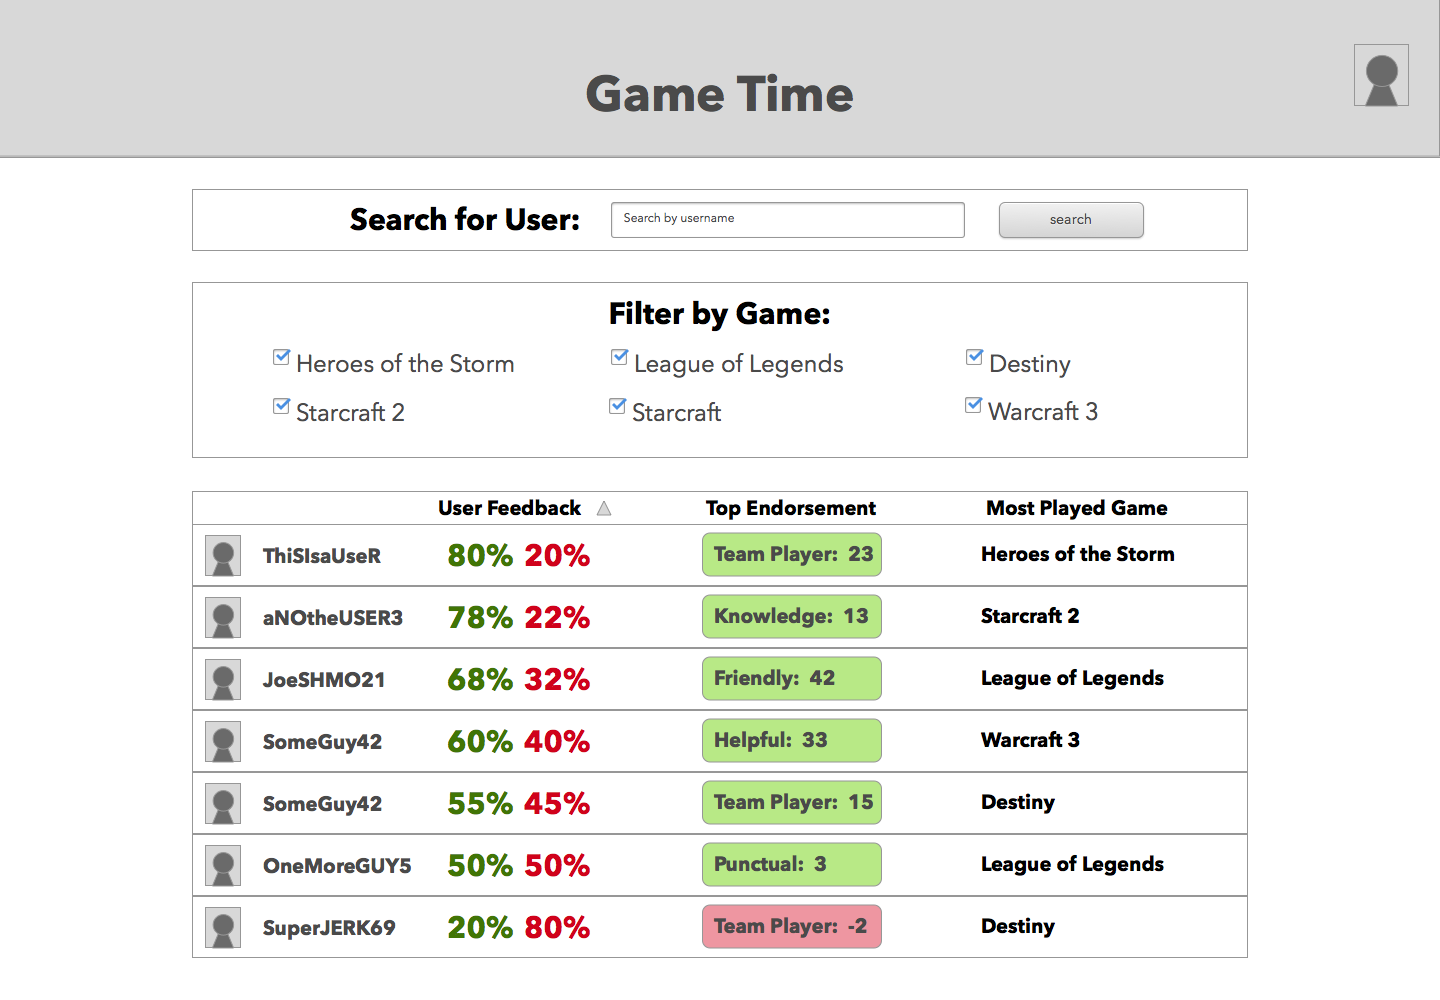 Game Time
Search for User: Search by username search
Filter by Game:
Heroes of the Storm League of Legends Destiny
Starcraft 2 Starcraft Warcraft 3
User Feedback Top Endorsement Most Played Game
ThiSIsaUseR 80% 20% Team Player: 23 Heroes of the Storm
aNOtheUSER3 78% 22% Knowledge: 13 Starcraft 2
JoeSHMO21 68% 32% Friendly: 42 League of Legends
SomeGuy42 60% 40% Helpful: 33 Warcraft 3
SomeGuy42 55% 45% Team Player: 15 Destiny
OneMoreGUY5 50% 50% Punctual: 3 League of Legends
SuperJERK69 20% 80% Team Player: -2 Destiny